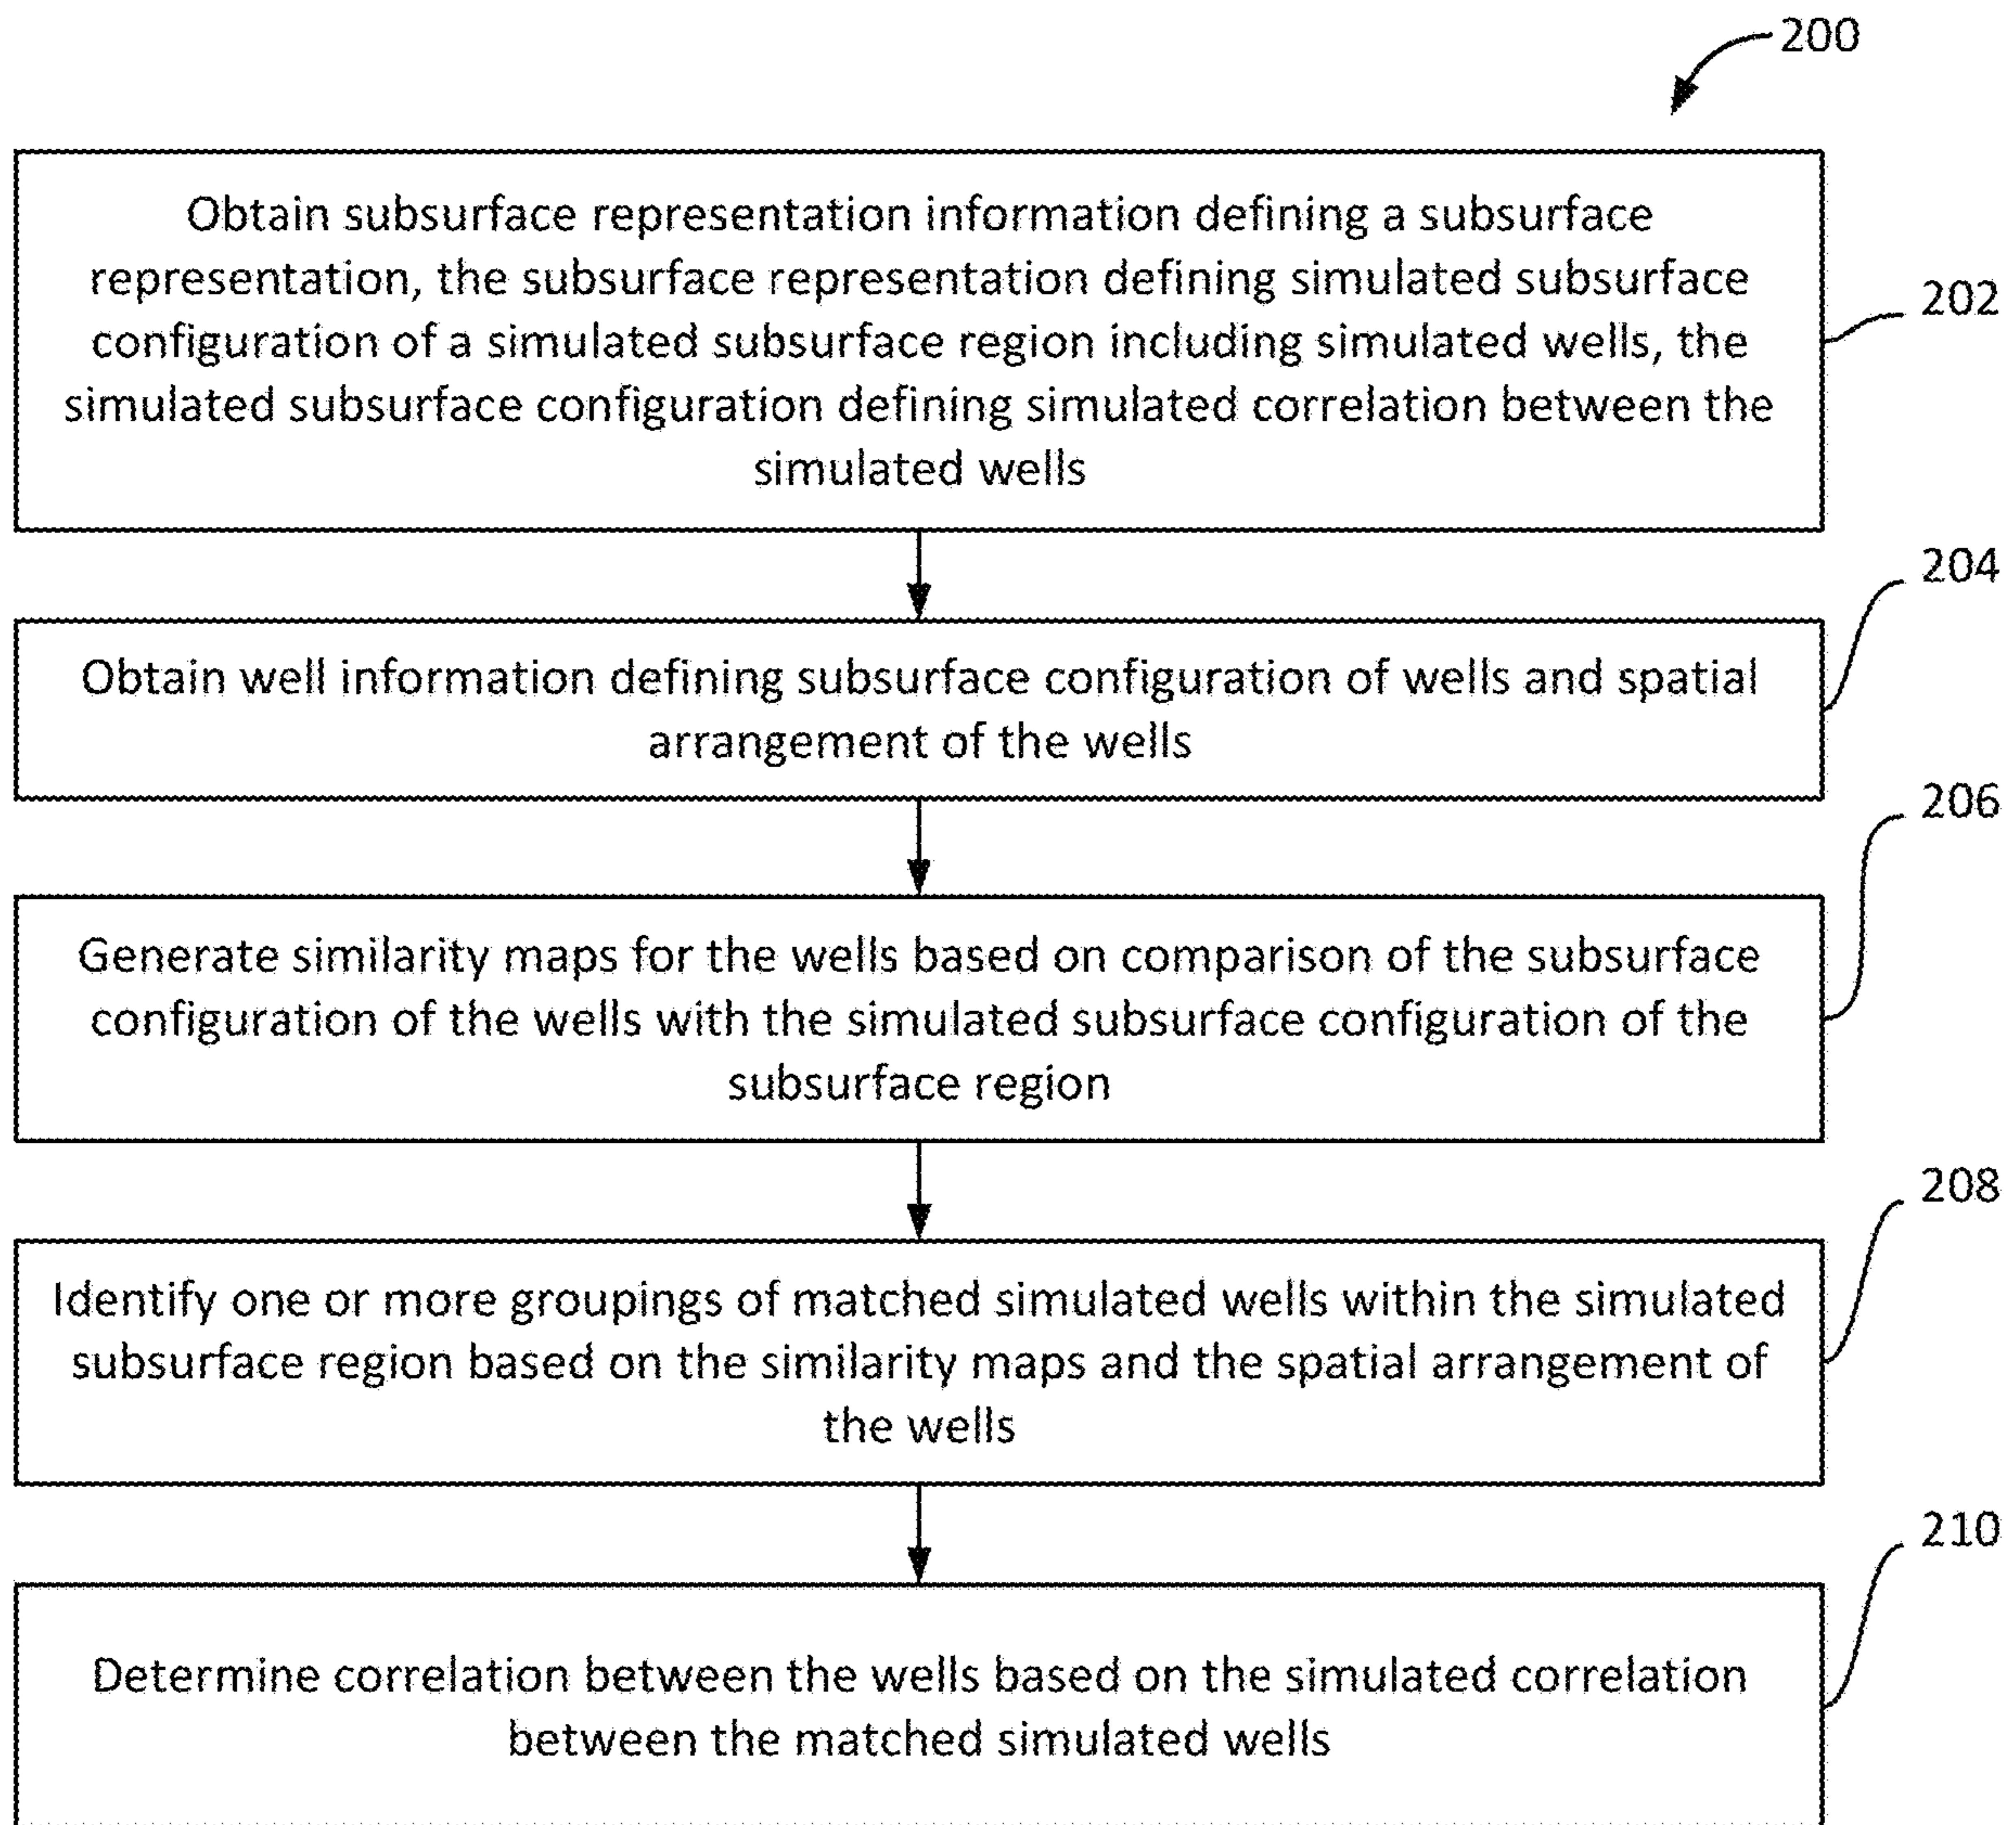 200
Obtain subsurface representation information defining a subsurface
representation, the subsurface representation defining simulated subsurface
configuration of a simulated subsurface region including simulated wells, the
simulated subsurface configuration defining simulated correlation between the
simulated wells
202
Obtain well information defining subsurface configuration of wells and spatial
arrangement of the wells
204
Generate similarity maps for the wells based on comparison of the subsurface
configuration of the wells with the simulated subsurface configuration of the
subsurface region
206
Identify one or more groupings of matched simulated wells within the simulated
subsurface region based on the similarity maps and the spatial arrangement of
the wells
208
Determine correlation between the wells based on the simulated correlation
between the matched simulated wells
210